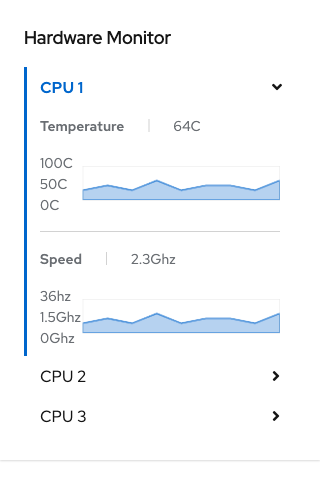 Hardware Monitor
CPU 1
Temperature 64C
100C
50C
0C
Speed 2.3Ghz
36hz
1.5Ghz
0Ghz
CPU 2
CPU 3